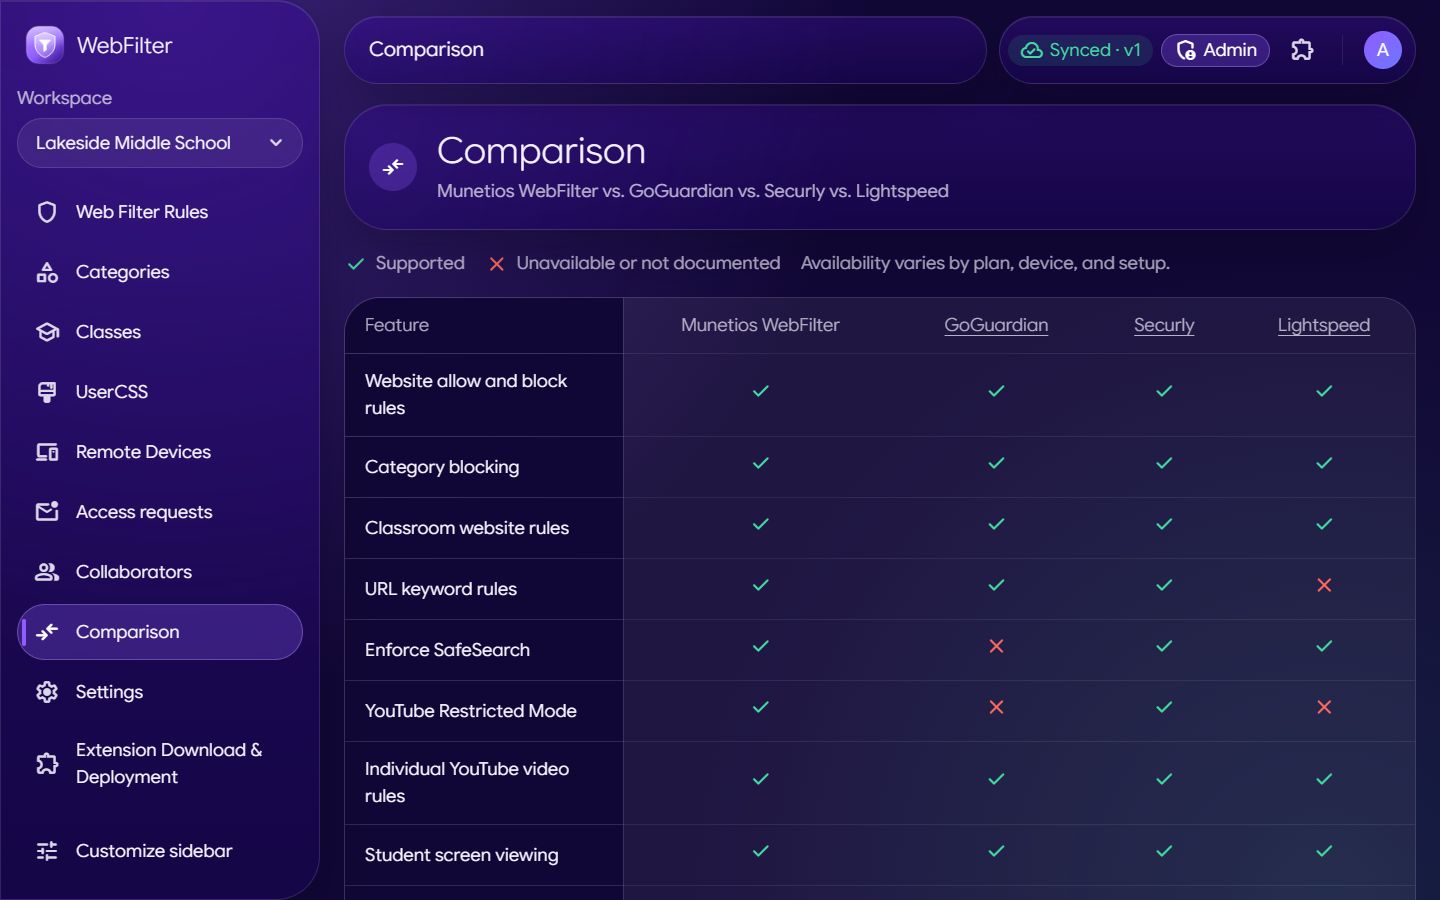 WebFilter
Workspace
Lakeside Middle School
Web Filter Rules
Categories
Classes
UserCSS
Remote Devices
Access requests
Collaborators
Comparison
Settings
Extension Download &
Deployment
Customize sidebar
Comparison
Synced · v1
Admin
A
Comparison
Munetios WebFilter vs. GoGuardian vs. Securly vs. Lightspeed
Supported
Unavailable or not documented
Availability varies by plan, device, and setup.
Feature
Munetios WebFilter
GoGuardian
Securly
Lightspeed
Website allow and block
rules
Category blocking
Classroom website rules
URL keyword rules
Enforce SafeSearch
YouTube Restricted Mode
Individual YouTube video
rules
Student screen viewing